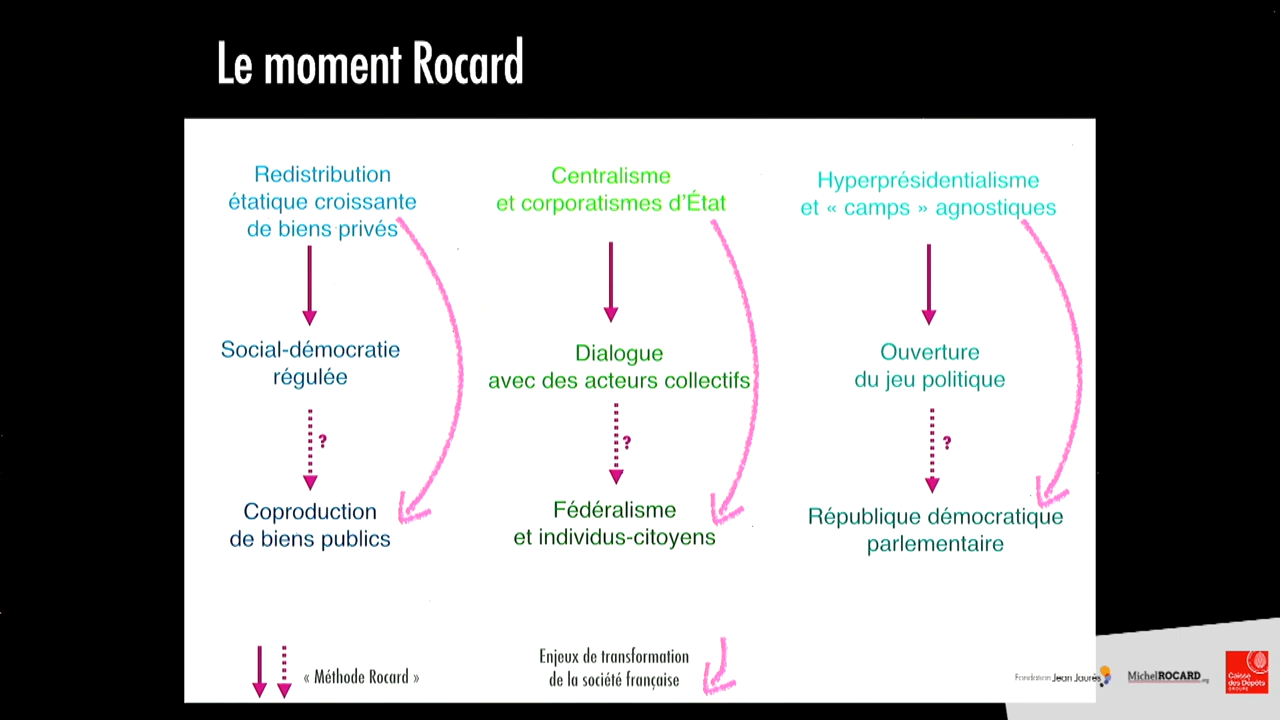 Le moment Rocard
Redistribution
étatique croissante
de biens privés
Centralisme
et corporatismes d'État
Hyperprésidentialisme
et « camps » agnostiques
Social-démocratie
régulée
Dialogue
avec des acteurs collectifs
Ouverture
du jeu politique
?
?
?
Coproduction
de biens publics
Fédéralisme
et individus-citoyens
République démocratique
parlementaire
« Méthode Rocard »
Enjeux de transformation
de la société française
Fondation Jean Jaurès
MichelROCARD.org
Caisse
des Dépôts
GROUPE